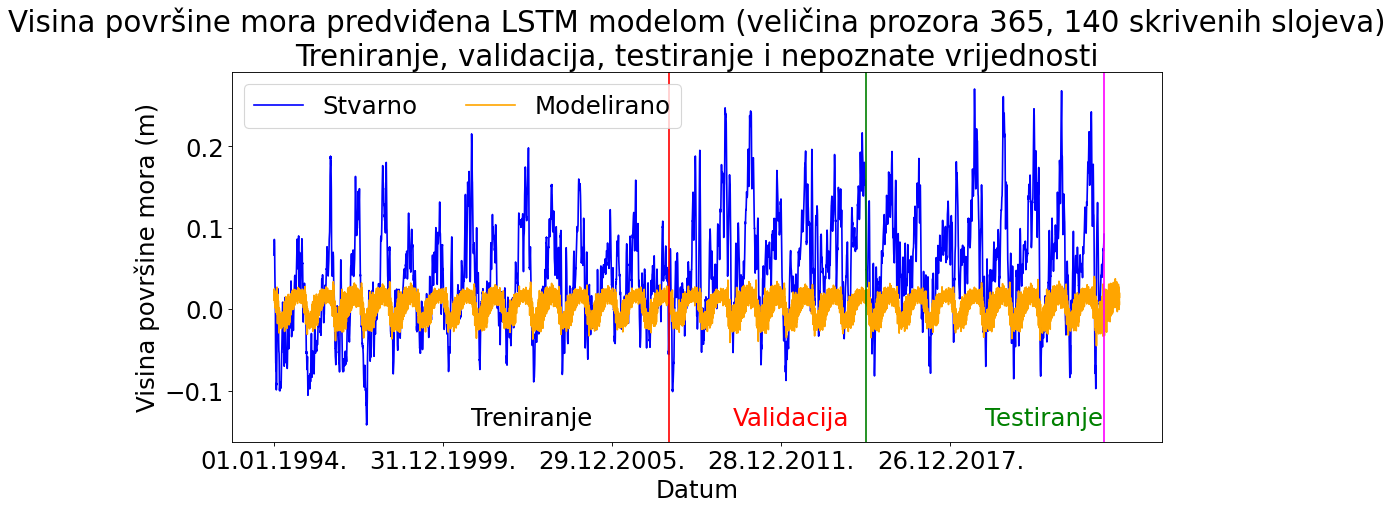 Visina površine mora predviđena LSTM modelom (veličina prozora 365, 140 skrivenih slojeva)
Treniranje, validacija, testiranje i nepoznate vrijednosti
Stvarno
Modelirano
Visina površine mora (m)
0.2
0.1
0.0
−0.1
Treniranje
Validacija
Testiranje
01.01.1994.
31.12.1999.
29.12.2005.
28.12.2011.
26.12.2017.
Datum